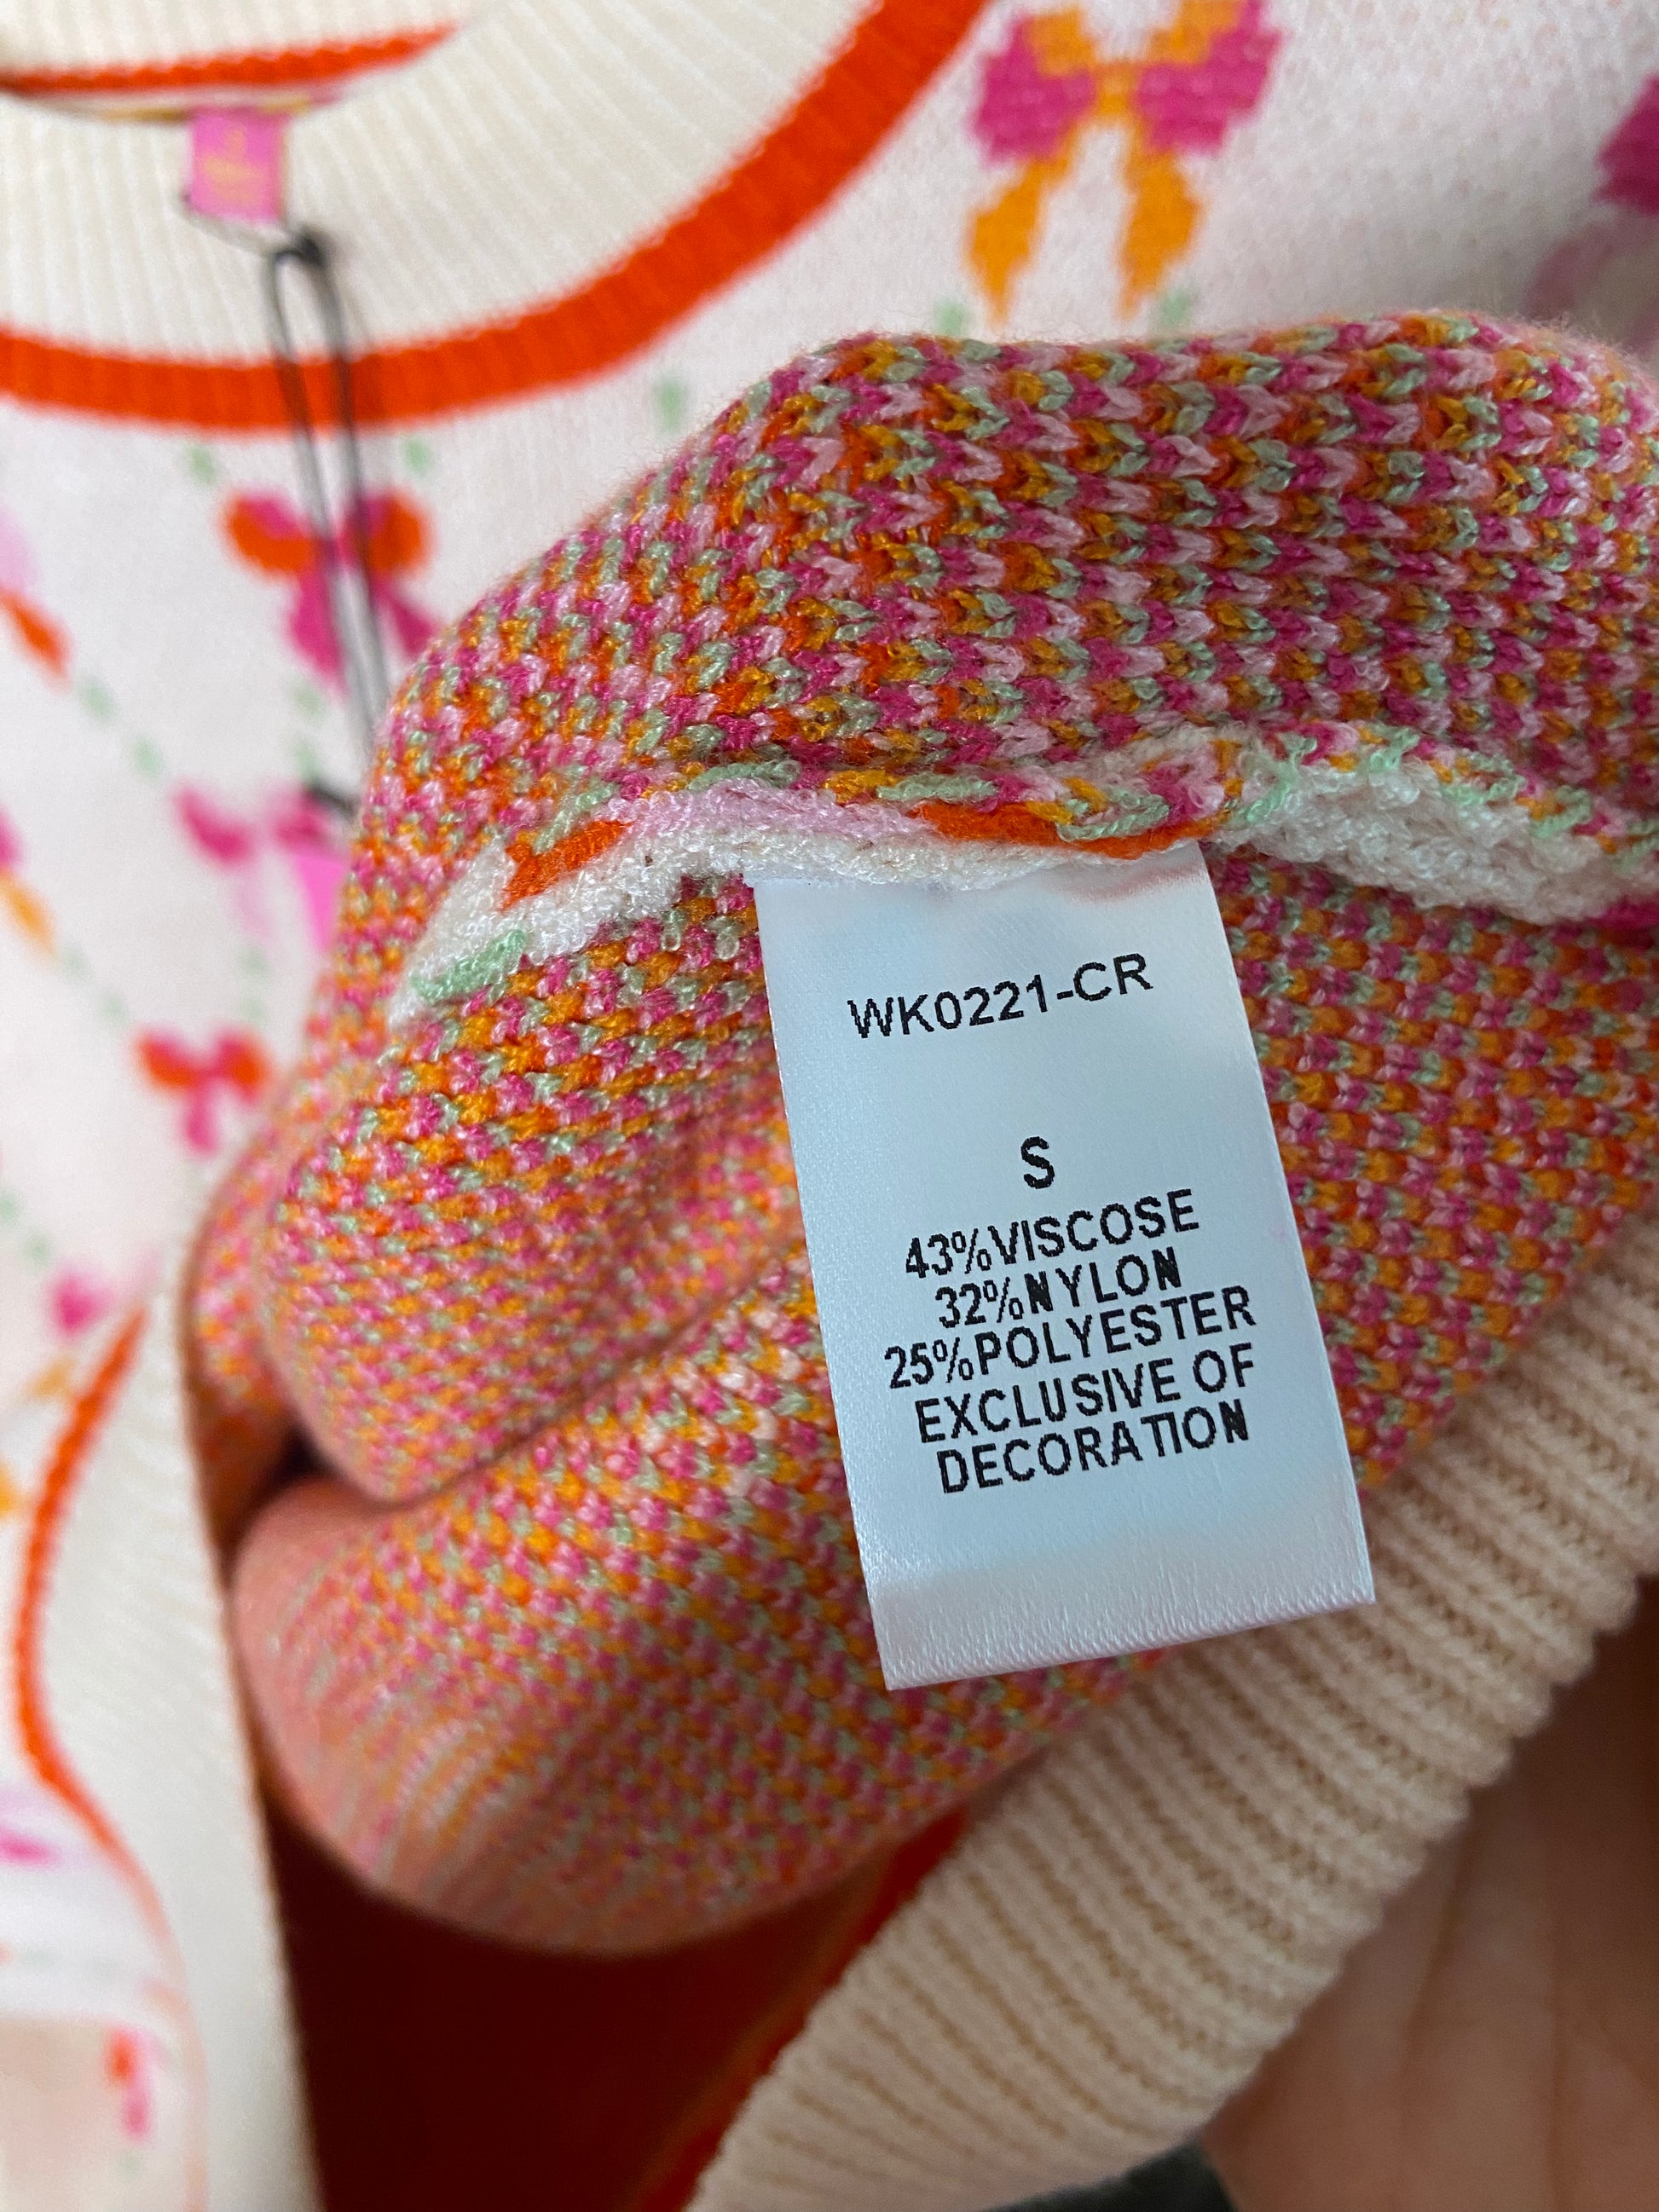 WK0221-CR
S
43%VISCOSE
32%NYLON
25%POLYESTER
EXCLUSIVE OF
DECORATION